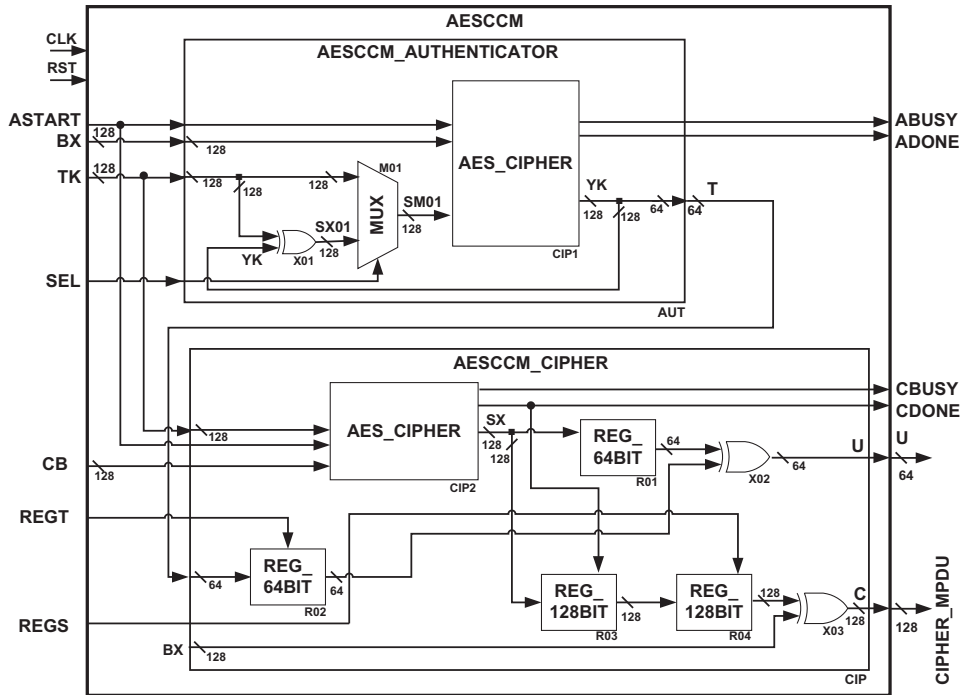 AESCCM
CLK
AESCCM_AUTHENTICATOR
RST
ASTART
ABUSY
128
BX
128
ADONE
AES_CIPHER
M01
TK
128
128
128
128
YK
T
128
128
64
64
MUX
SM01
128
SX01
128
YK
X01
CIP1
SEL
AUT
AESCCM_CIPHER
CBUSY
CDONE
AES_CIPHER
SX
128
128
128
REG_
64BIT
R01
64
X02
U
64
U
64
CB
128
CIP2
REGT
REG_
64BIT
R02
64
64
REG_
128BIT
R03
128
REG_
128BIT
R04
128
C
128
X03
128
CIPHER_MPDU
REGS
BX
128
CIP